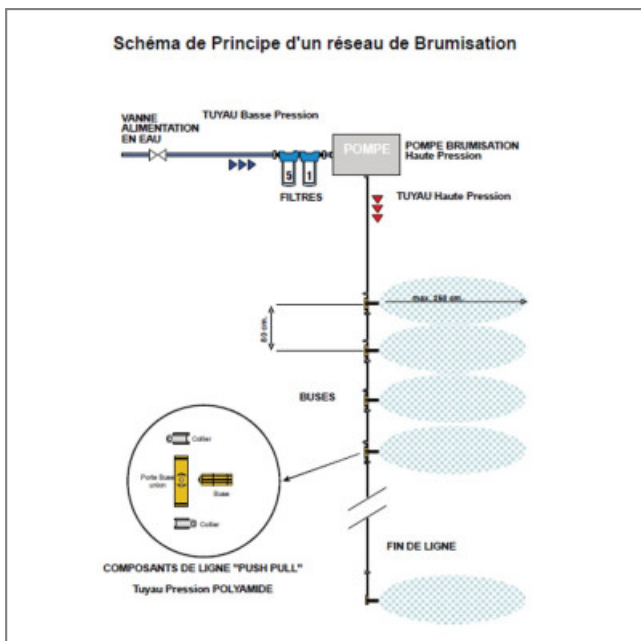 Schéma de Principe d'un réseau de Brumisation
VANNE
ALIMENTATION
EN EAU
TUYAU Basse Pression
POMPE
POMPE BRUMISATION
Haute Pression
5
1
FILTRES
TUYAU Haute Pression
max. 250 cm.
80 cm.
BUSES
Collier
Porte Buse
union
Buse
Collier
COMPOSANTS DE LIGNE "PUSH PULL"
Tuyau Pression POLYAMIDE
FIN DE LIGNE